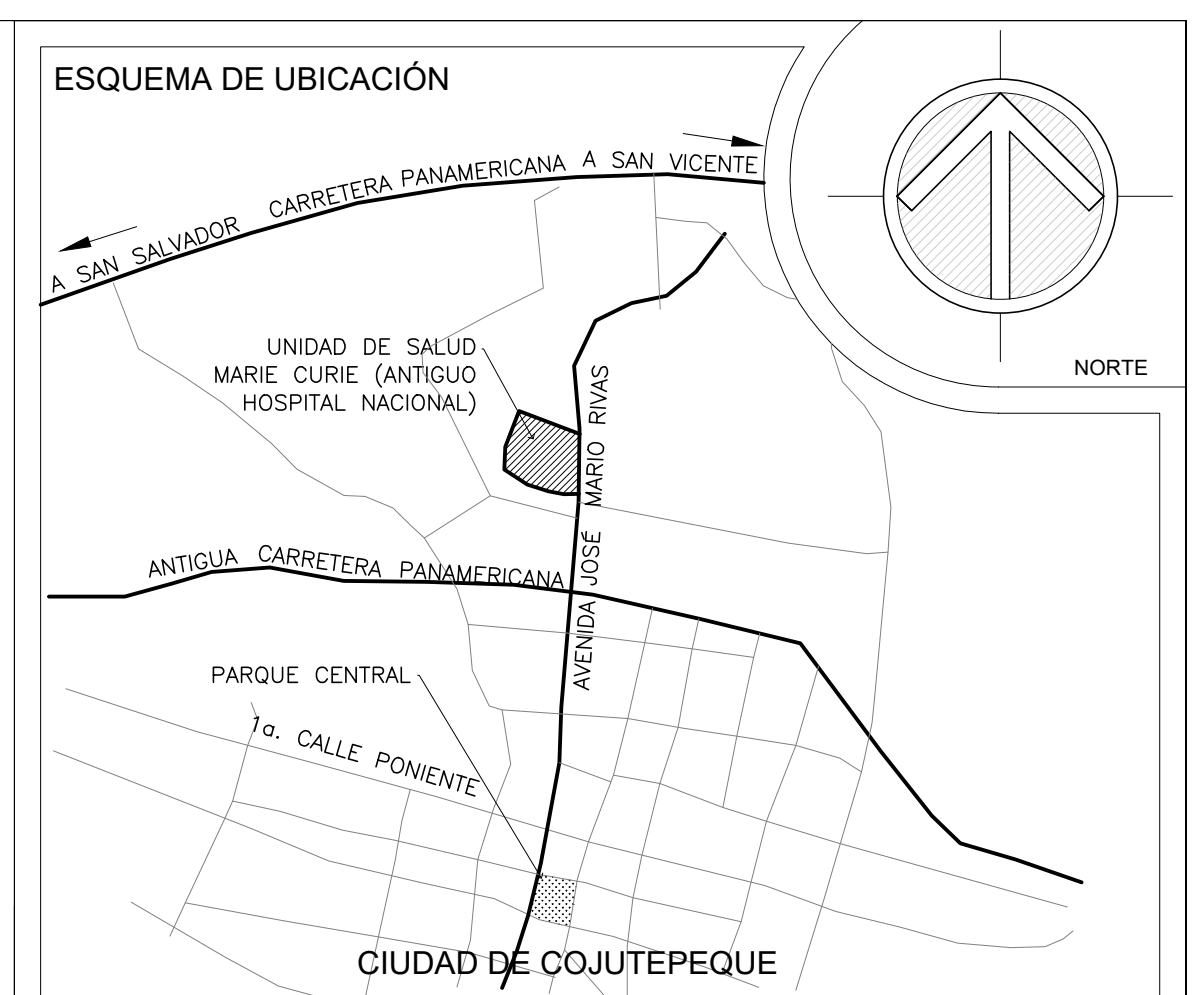 ESQUEMA DE UBICACIÓN
A SAN SALVADOR CARRETERA PANAMERICANA A SAN VICENTE
NORTE
UNIDAD DE SALUD
MARIE CURIE (ANTIGUO
HOSPITAL NACIONAL)
AVENIDA JOSÉ MARIO RIVAS
ANTIGUA CARRETERA PANAMERICANA
PARQUE CENTRAL
1a. CALLE PONIENTE
CIUDAD DE COJUTEPEQUE